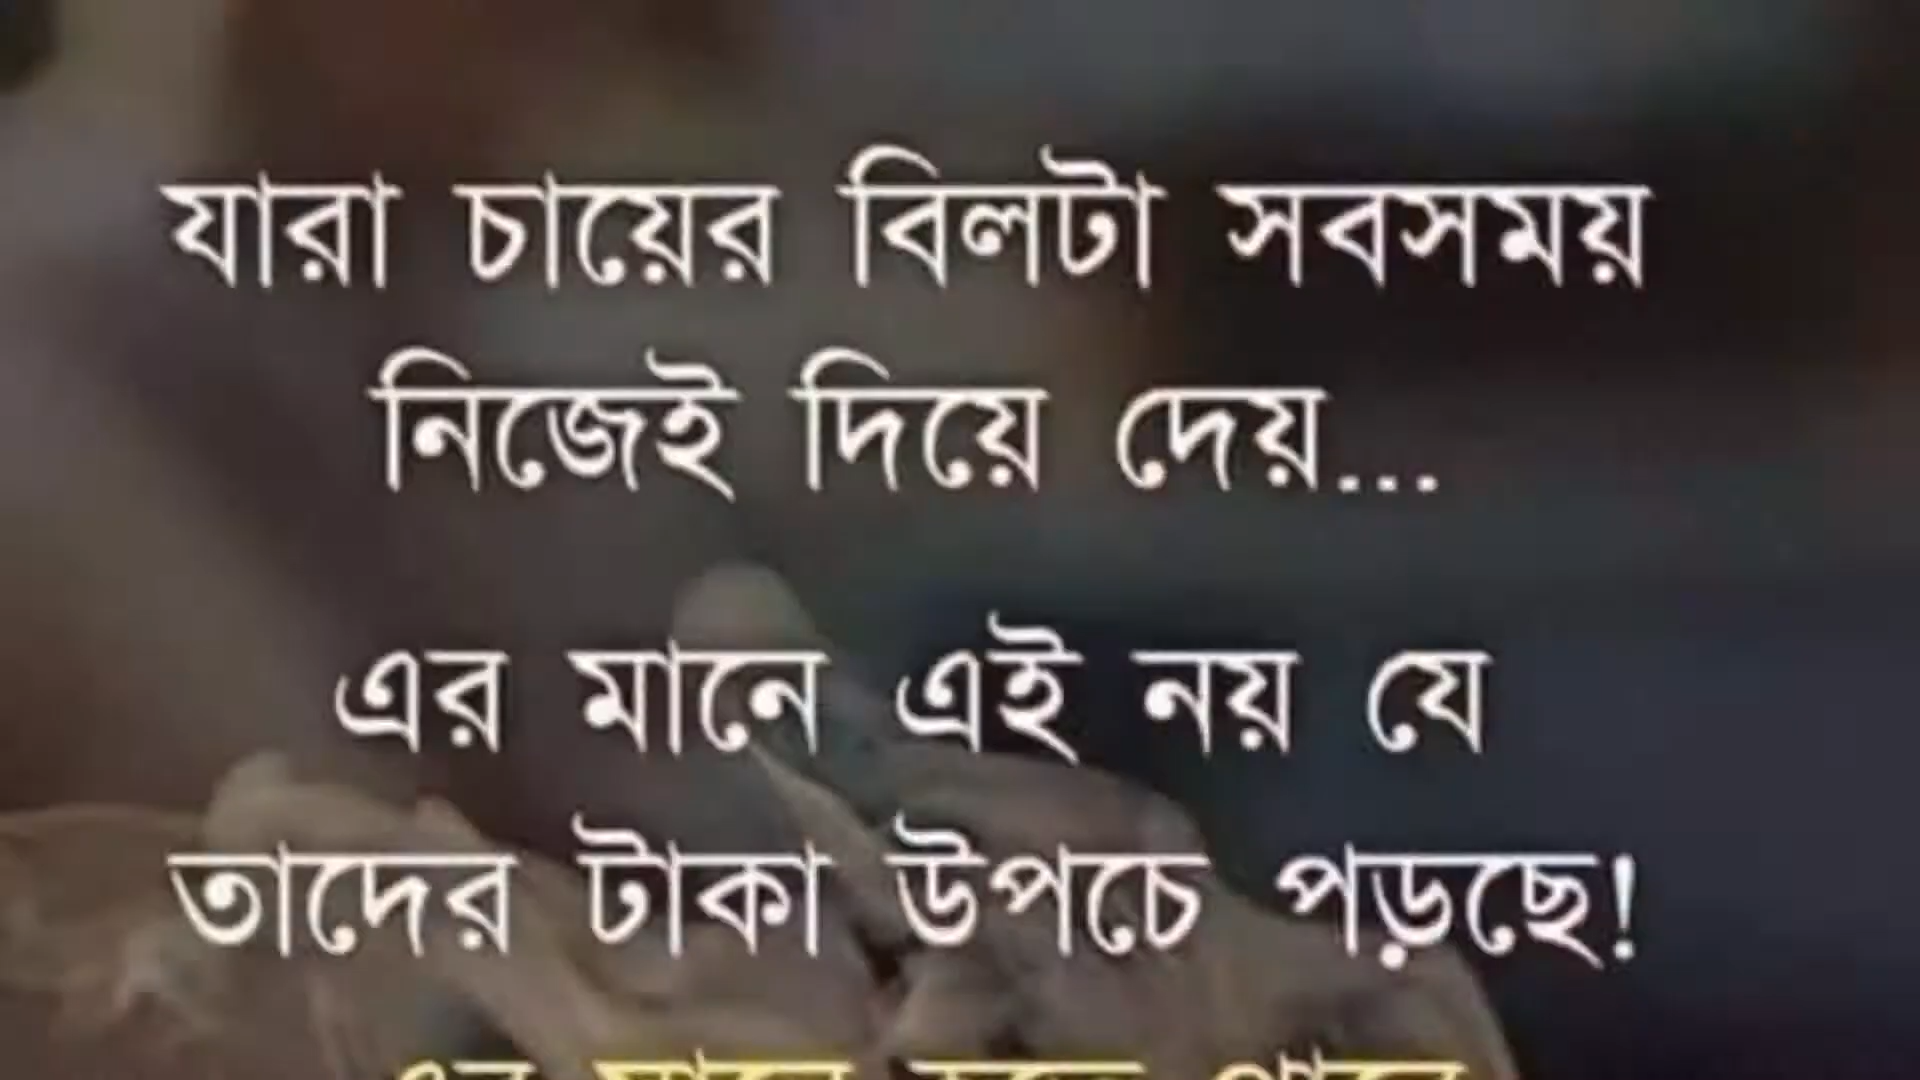 যারা চায়ের বিলটা সবসময়
নিজেই দিয়ে দেয়...
এর মানে এই নয় যে
তাদের টাকা উপচে পড়ছে!